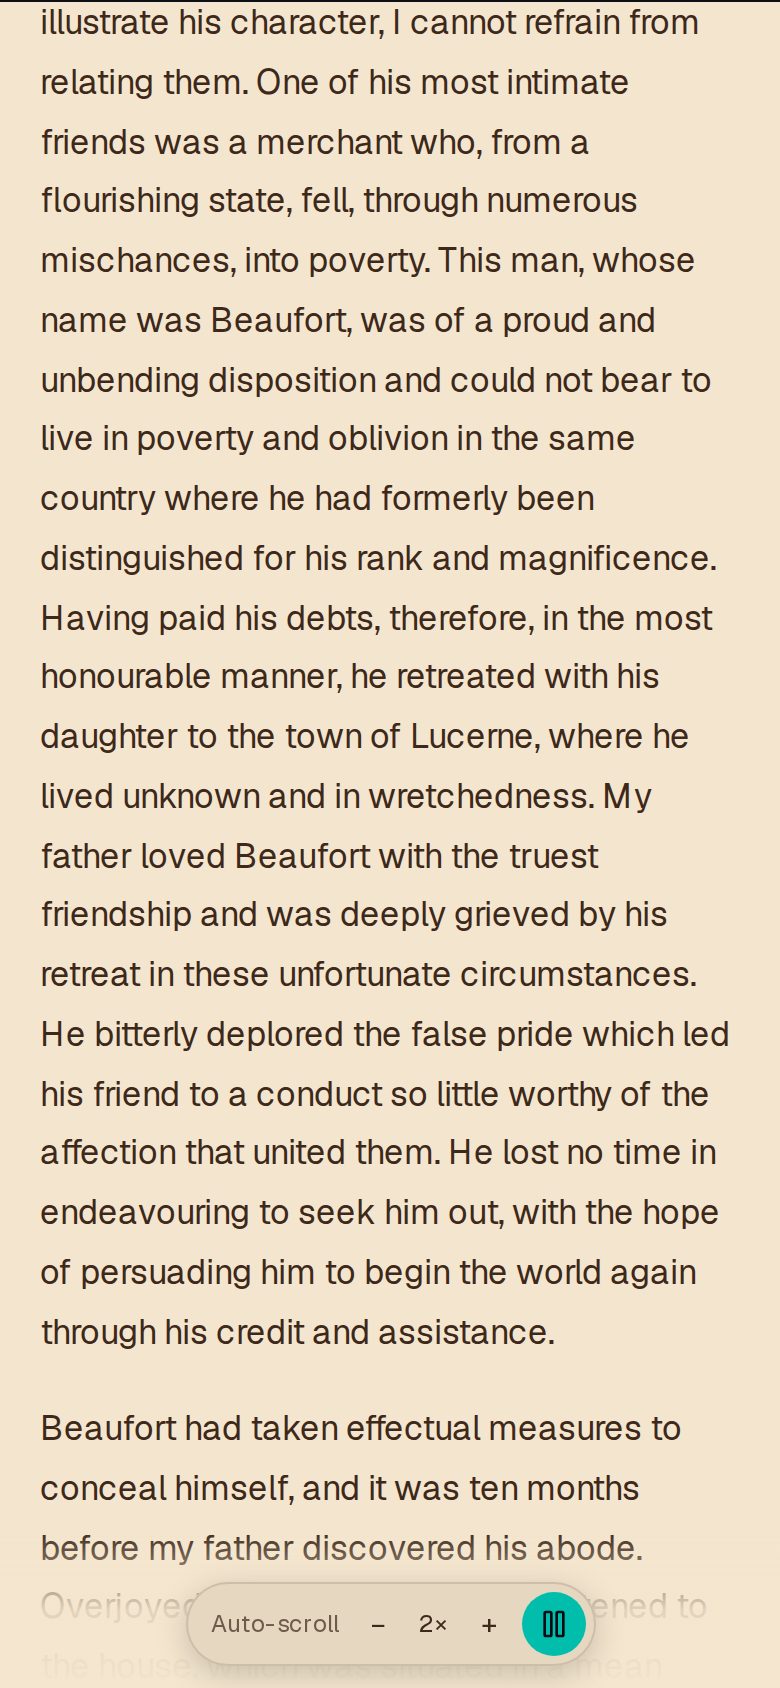 illustrate his character, I cannot refrain from
relating them. One of his most intimate
friends was a merchant who, from a
flourishing state, fell, through numerous
mischances, into poverty. This man, whose
name was Beaufort, was of a proud and
unbending disposition and could not bear to
live in poverty and oblivion in the same
country where he had formerly been
distinguished for his rank and magnificence.
Having paid his debts, therefore, in the most
honourable manner, he retreated with his
daughter to the town of Lucerne, where he
lived unknown and in wretchedness. My
father loved Beaufort with the truest
friendship and was deeply grieved by his
retreat in these unfortunate circumstances.
He bitterly deplored the false pride which led
his friend to a conduct so little worthy of the
affection that united them. He lost no time in
endeavouring to seek him out, with the hope
of persuading him to begin the world again
through his credit and assistance.
Beaufort had taken effectual measures to
conceal himself, and it was ten months
before my father discovered his abode.
Overjoyed to
Auto-scroll − 2× +
the house, which was situated in a mean